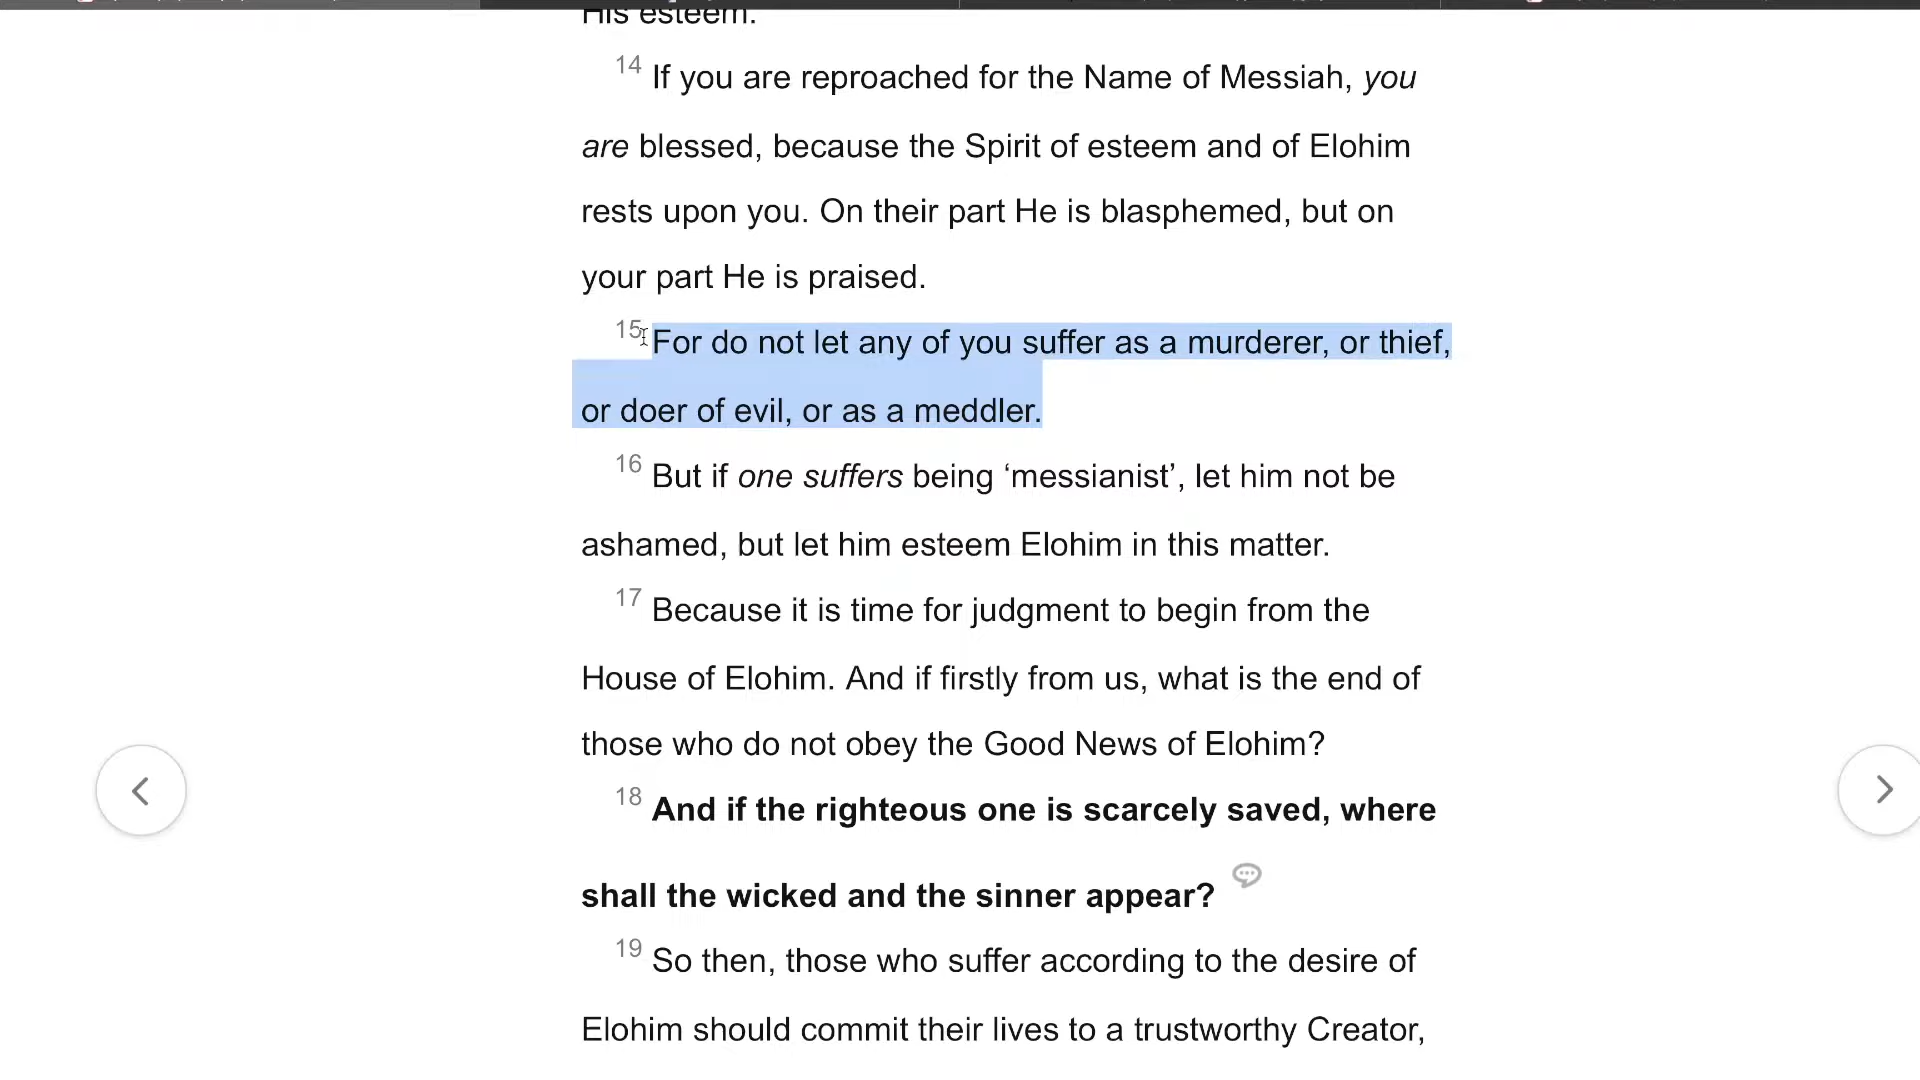 His esteem.
14 If you are reproached for the Name of Messiah, you
are blessed, because the Spirit of esteem and of Elohim
rests upon you. On their part He is blasphemed, but on
your part He is praised.
15 For do not let any of you suffer as a murderer, or thief,
or doer of evil, or as a meddler.
16 But if one suffers being ‘messianist’, let him not be
ashamed, but let him esteem Elohim in this matter.
17 Because it is time for judgment to begin from the
House of Elohim. And if firstly from us, what is the end of
those who do not obey the Good News of Elohim?
18 And if the righteous one is scarcely saved, where
shall the wicked and the sinner appear?
19 So then, those who suffer according to the desire of
Elohim should commit their lives to a trustworthy Creator,